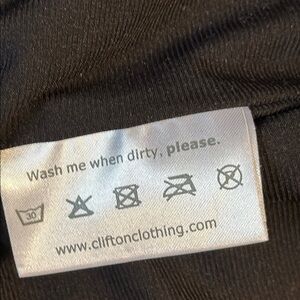 Wash me when dirty, please.
30
www.cliftonclothing.com